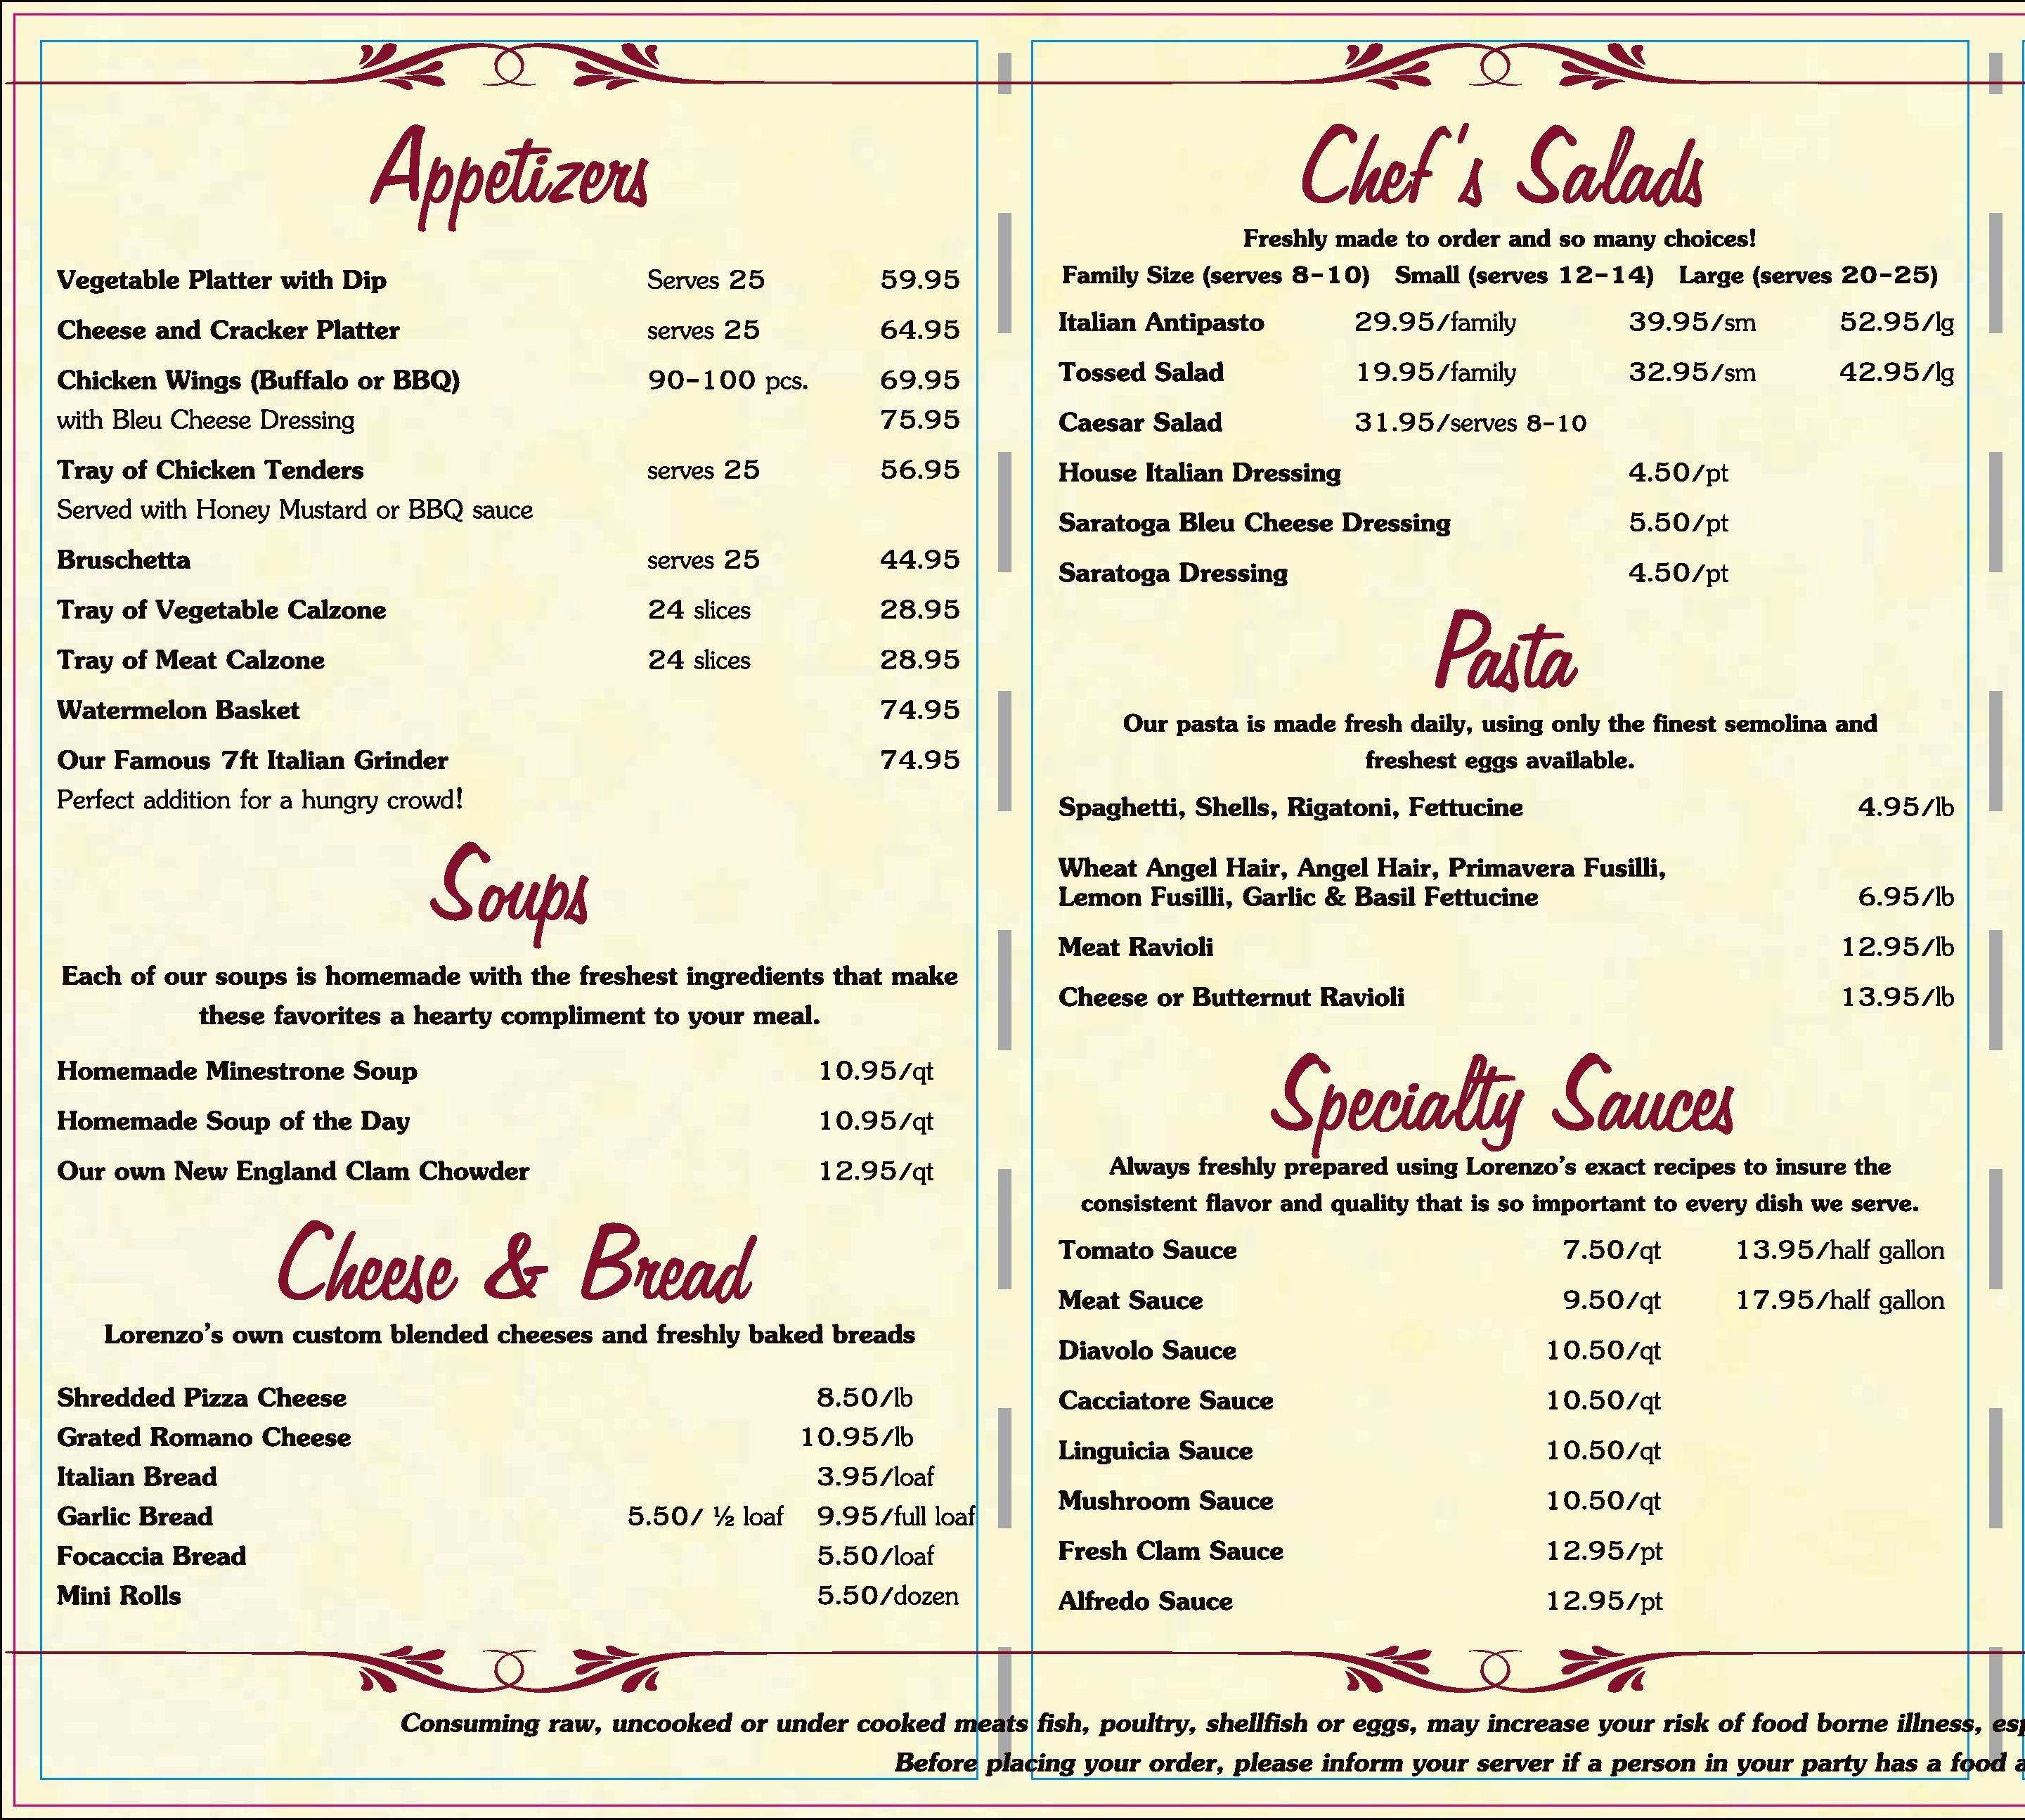 Appetizers
Vegetable Platter with Dip Serves 25 59.95
Cheese and Cracker Platter serves 25 64.95
Chicken Wings (Buffalo or BBQ) 90-100 pcs. 69.95
with Bleu Cheese Dressing 75.95
Tray of Chicken Tenders serves 25 56.95
Served with Honey Mustard or BBQ sauce
Bruschetta serves 25 44.95
Tray of Vegetable Calzone 24 slices 28.95
Tray of Meat Calzone 24 slices 28.95
Watermelon Basket 74.95
Our Famous 7ft Italian Grinder 74.95
Perfect addition for a hungry crowd!
Soups
Each of our soups is homemade with the freshest ingredients that make
these favorites a hearty compliment to your meal.
Homemade Minestrone Soup 10.95/qt
Homemade Soup of the Day 10.95/qt
Our own New England Clam Chowder 12.95/qt
Cheese & Bread
Lorenzo's own custom blended cheeses and freshly baked breads
Shredded Pizza Cheese 8.50/lb
Grated Romano Cheese 10.95/lb
Italian Bread 3.95/loaf
Garlic Bread 5.50/ ½ loaf 9.95/full loaf
Focaccia Bread 5.50/loaf
Mini Rolls 5.50/dozen
Chef's Salads
Freshly made to order and so many choices!
Family Size (serves 8-10) Small (serves 12-14) Large (serves 20-25)
Italian Antipasto 29.95/family 39.95/sm 52.95/lg
Tossed Salad 19.95/family 32.95/sm 42.95/lg
Caesar Salad 31.95/serves 8-10
House Italian Dressing 4.50/pt
Saratoga Bleu Cheese Dressing 5.50/pt
Saratoga Dressing 4.50/pt
Pasta
Our pasta is made fresh daily, using only the finest semolina and
freshest eggs available.
Spaghetti, Shells, Rigatoni, Fettucine 4.95/lb
Wheat Angel Hair, Angel Hair, Primavera Fusilli,
Lemon Fusilli, Garlic & Basil Fettucine 6.95/lb
Meat Ravioli 12.95/lb
Cheese or Butternut Ravioli 13.95/lb
Specialty Sauces
Always freshly prepared using Lorenzo's exact recipes to insure the
consistent flavor and quality that is so important to every dish we serve.
Tomato Sauce 7.50/qt 13.95/half gallon
Meat Sauce 9.50/qt 17.95/half gallon
Diavolo Sauce 10.50/qt
Cacciatore Sauce 10.50/qt
Linguicia Sauce 10.50/qt
Mushroom Sauce 10.50/qt
Fresh Clam Sauce 12.95/pt
Alfredo Sauce 12.95/pt
Consuming raw, uncooked or under cooked meats fish, poultry, shellfish or eggs, may increase your risk of food borne illness,
Before placing your order, please inform your server if a person in your party has a food